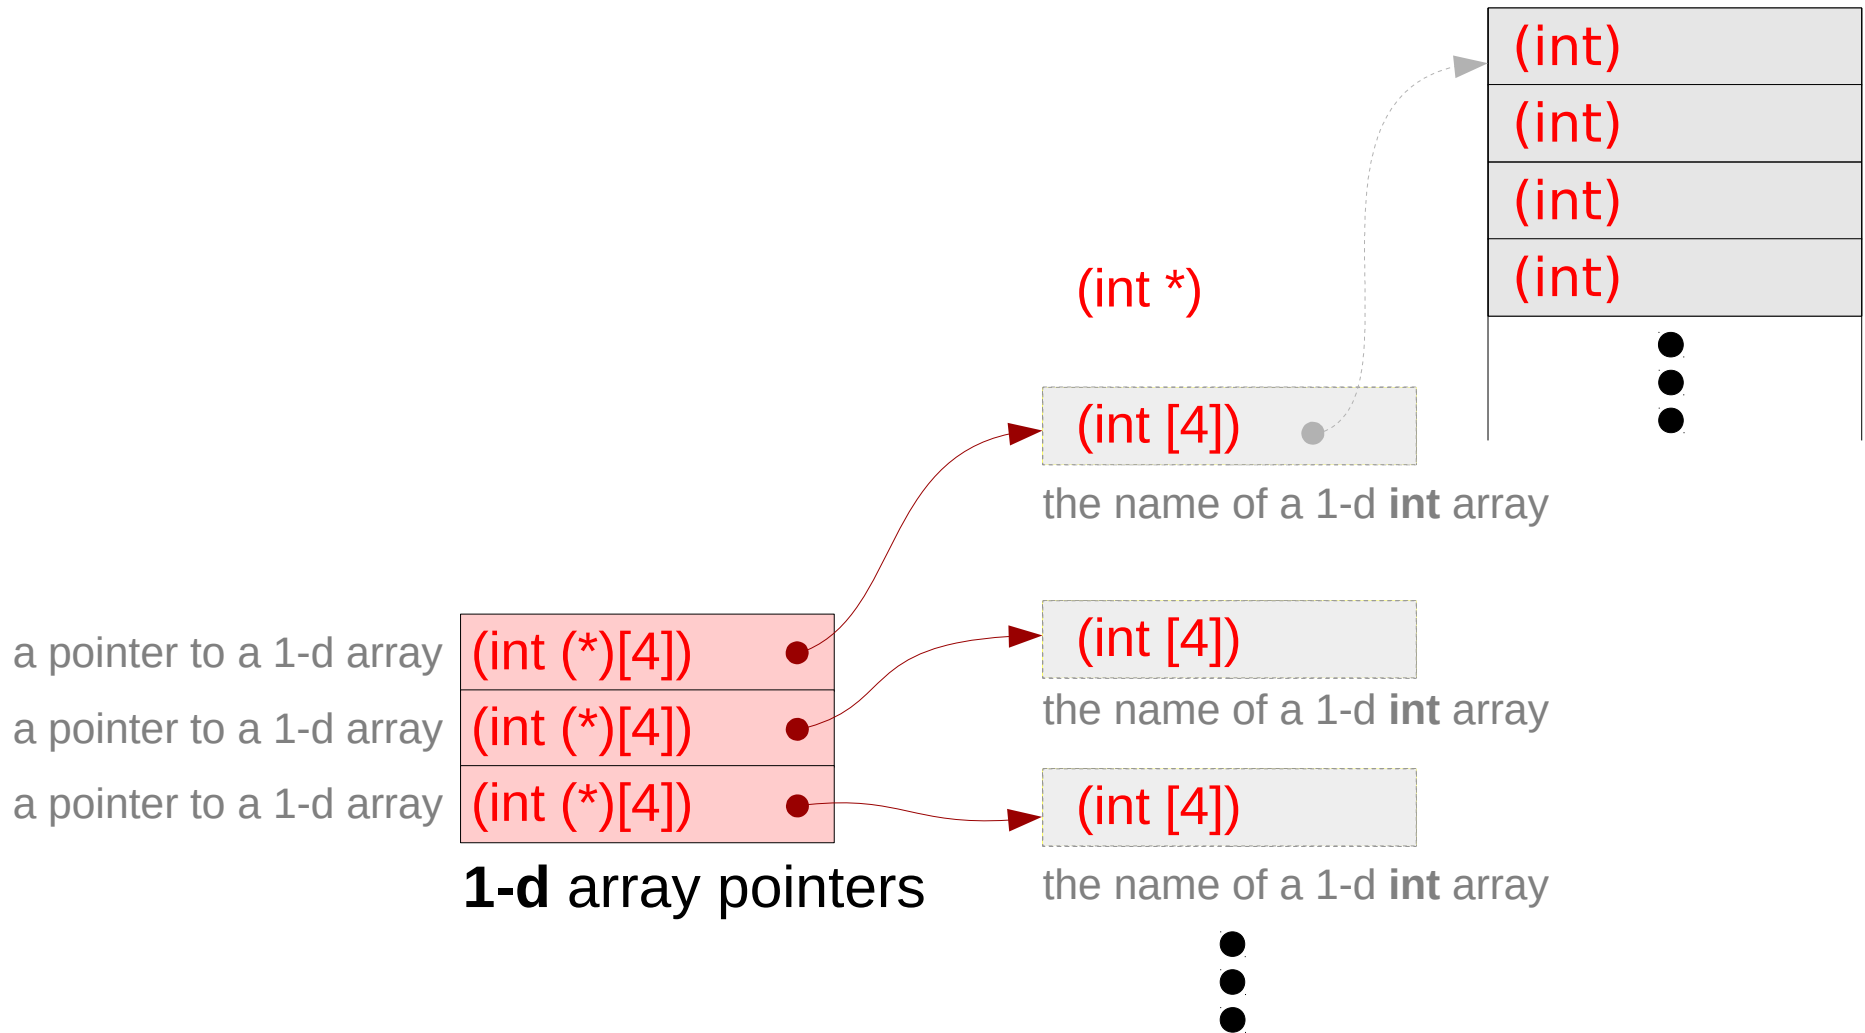 (int)
(int)
(int)
(int)
(int *)
(int [4])
the name of a 1-d int array
(int [4])
the name of a 1-d int array
a pointer to a 1-d array (int (*)[4])
a pointer to a 1-d array (int (*)[4])
a pointer to a 1-d array (int (*)[4])
(int [4])
the name of a 1-d int array
1-d array pointers